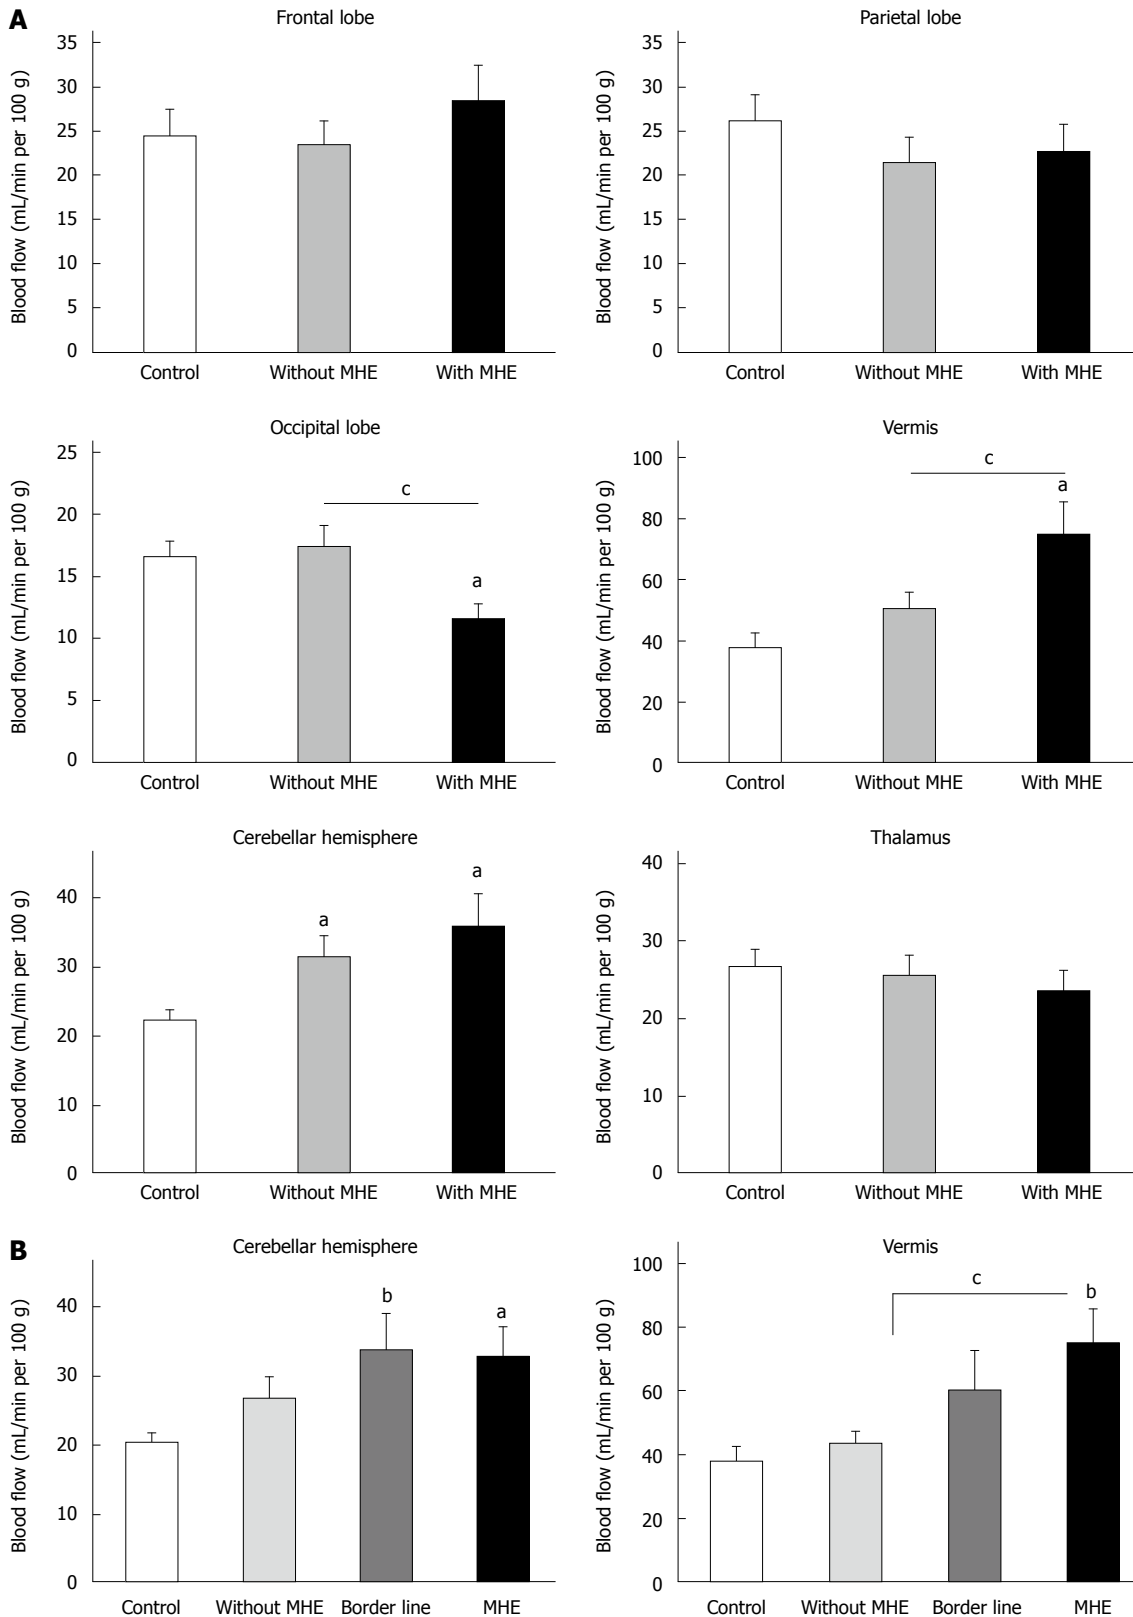 A
Frontal lobe
Blood flow (mL/min per 100 g)
35
30
25
20
15
10
5
0
Control Without MHE With MHE
Parietal lobe
Blood flow (mL/min per 100 g)
35
30
25
20
15
10
5
0
Control Without MHE With MHE
Occipital lobe
Blood flow (mL/min per 100 g)
25
20
15
10
5
0
c
a
Control Without MHE With MHE
Vermis
Blood flow (mL/min per 100 g)
100
80
60
40
20
0
c
a
Control Without MHE With MHE
Cerebellar hemisphere
Blood flow (mL/min per 100 g)
40
30
20
10
0
a
a
Control Without MHE With MHE
Thalamus
Blood flow (mL/min per 100 g)
40
30
20
10
0
Control Without MHE With MHE
B
Cerebellar hemisphere
Blood flow (mL/min per 100 g)
40
30
20
10
0
b
a
Control Without MHE Border line MHE
Vermis
Blood flow (mL/min per 100 g)
100
80
60
40
20
0
c
b
Control Without MHE Border line MHE